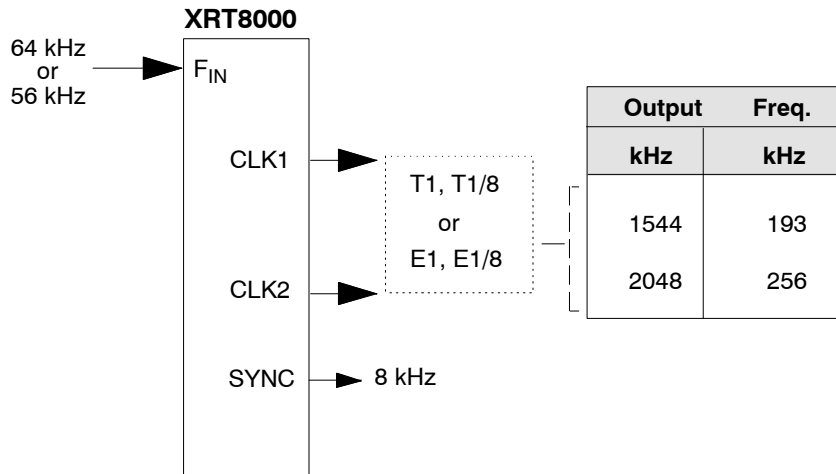 XRT8000
64 kHz
or
56 kHz
FIN
CLK1
CLK2
SYNC
8 kHz
T1, T1/8
or
E1, E1/8
Output Freq.
kHz kHz
1544 193
2048 256